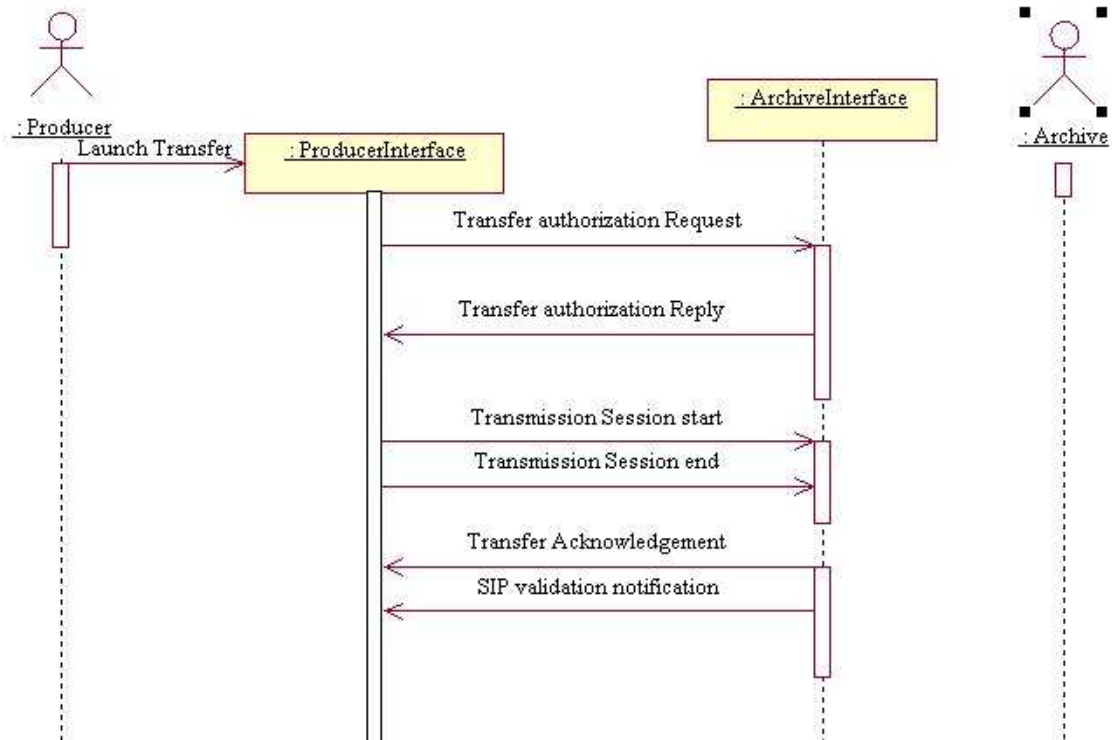 : Producer
: ArchiveInterface
: Archive
Launch Transfer
: ProducerInterface
Transfer authorization Request
Transfer authorization Reply
Transmission Session start
Transmission Session end
Transfer Acknowledgement
SIP validation notification